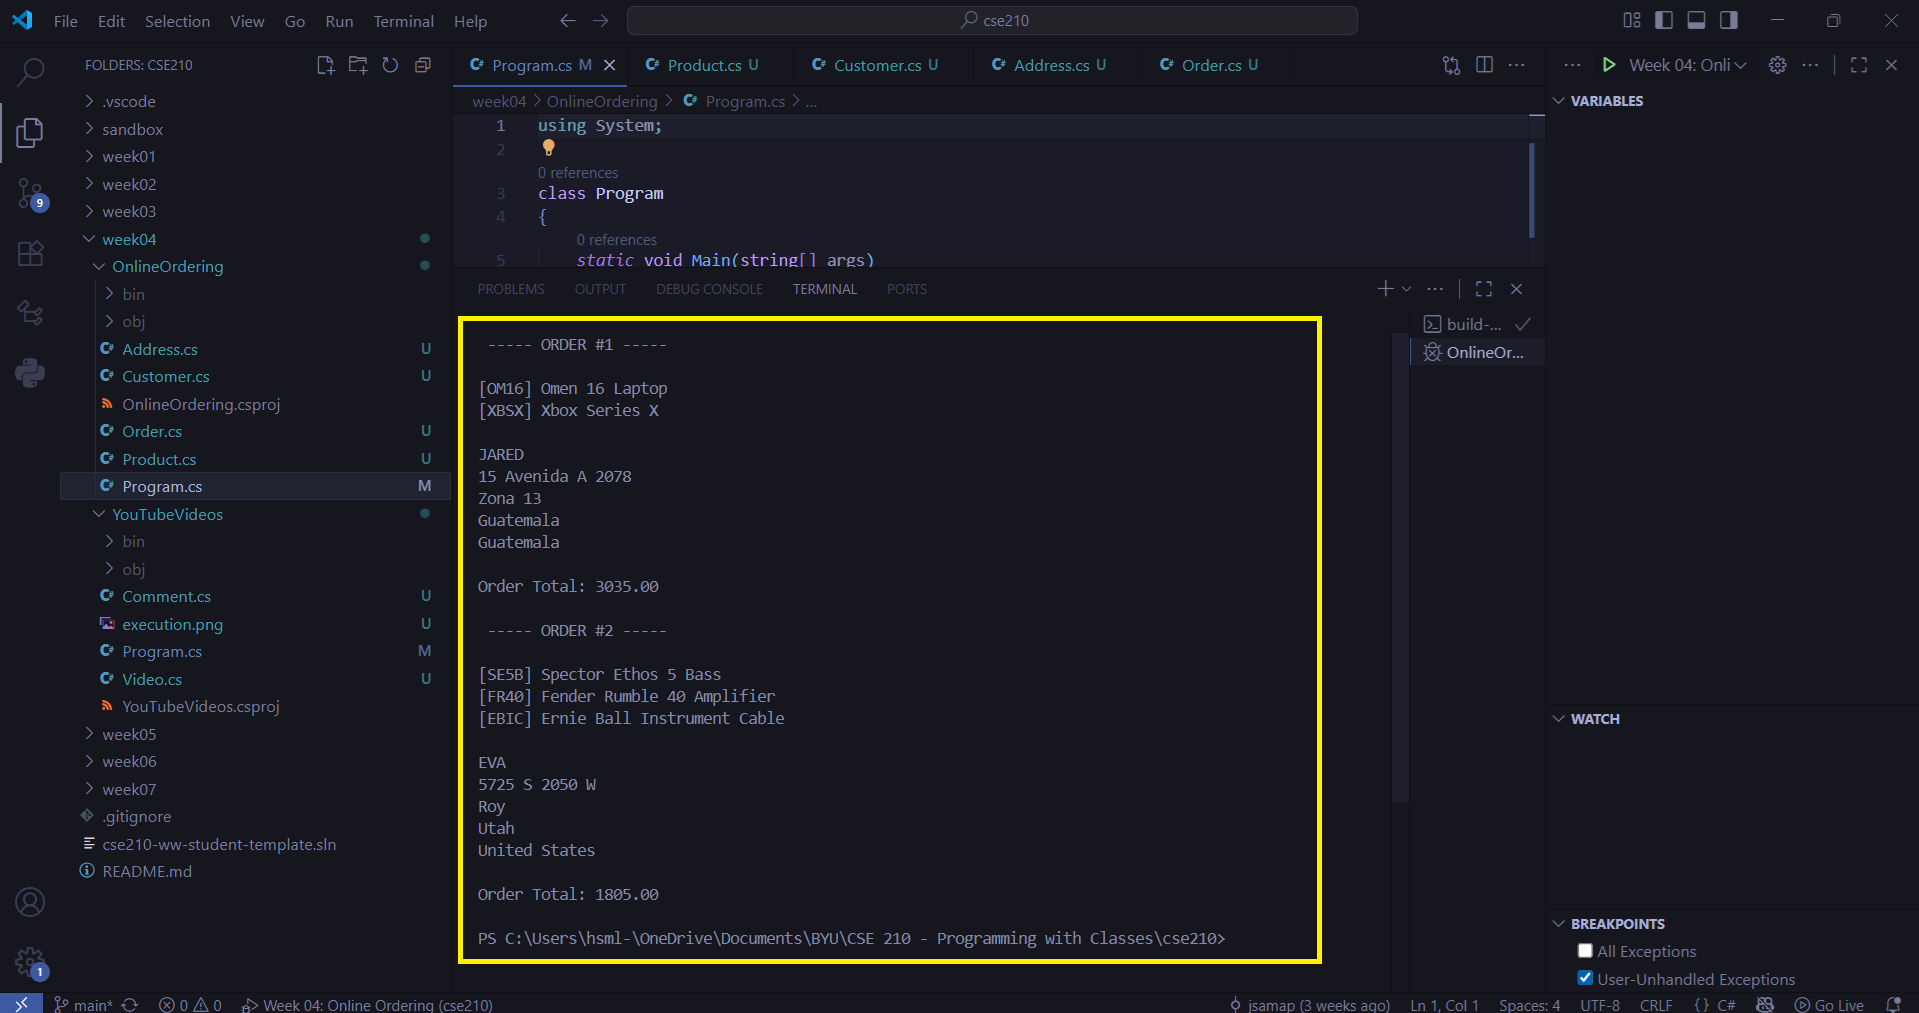 File Edit Selection View Go Run Terminal Help
cse210
FOLDERS: CSE210
.vscode
sandbox
week01
week02
week03
week04
OnlineOrdering
bin
obj
Address.cs U
Customer.cs U
OnlineOrdering.csproj
Order.cs U
Product.cs U
Program.cs M
YouTubeVideos
bin
obj
Comment.cs U
execution.png U
Program.cs M
Video.cs U
YouTubeVideos.csproj
week05
week06
week07
.gitignore
cse210-ww-student-template.sln
README.md
9
1
Program.cs M Product.cs U Customer.cs U Address.cs U Order.cs U
week04 > OnlineOrdering > Program.cs > ...
1 using System;
2
0 references
3 class Program
4 {
0 references
5 static void Main(string[] args)
PROBLEMS OUTPUT DEBUG CONSOLE TERMINAL PORTS
----- ORDER #1 -----
[OM16] Omen 16 Laptop
[XBSX] Xbox Series X
JARED
15 Avenida A 2078
Zona 13
Guatemala
Guatemala
Order Total: 3035.00
----- ORDER #2 -----
[SE5B] Spector Ethos 5 Bass
[FR40] Fender Rumble 40 Amplifier
[EBIC] Ernie Ball Instrument Cable
EVA
5725 S 2050 W
Roy
Utah
United States
Order Total: 1805.00
PS C:\Users\hsml-\OneDrive\Documents\BYU\CSE 210 - Programming with Classes\cse210>
build-...
OnlineOr...
Week 04: Onli
VARIABLES
WATCH
BREAKPOINTS
All Exceptions
User-Unhandled Exceptions
main* 0 0 Week 04: Online Ordering (cse210) jsamap (3 weeks ago) Ln 1, Col 1 Spaces: 4 UTF-8 CRLF {} C# Go Live